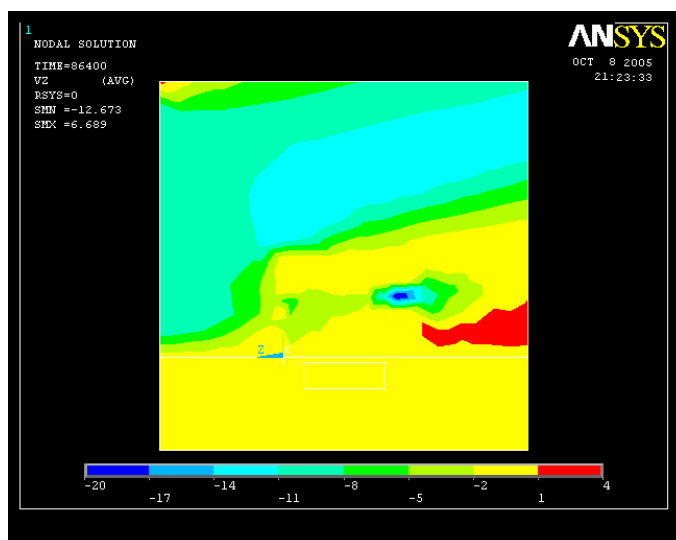 1
NODAL SOLUTION
TIME=86400
VZ (AVG)
RSYS=0
SMN =-12.673
SMX =6.689
ANSYS
OCT 8 2005
21:23:33
Z X
-20 -17 -14 -11 -8 -5 -2 1 4